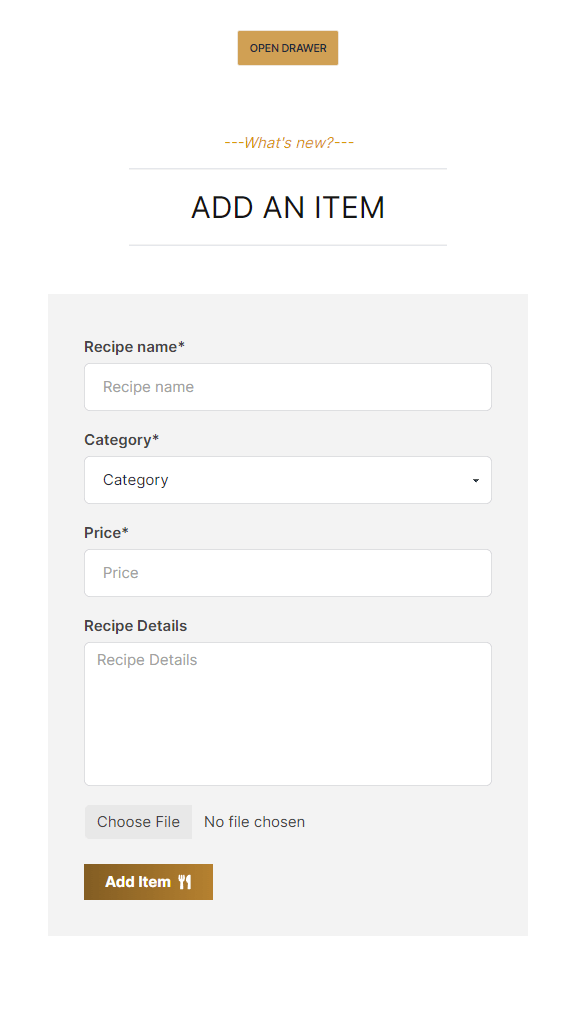 OPEN DRAWER
---What's new?---
ADD AN ITEM
Recipe name*
Recipe name
Category*
Category
Price*
Price
Recipe Details
Recipe Details
Choose File No file chosen
Add Item